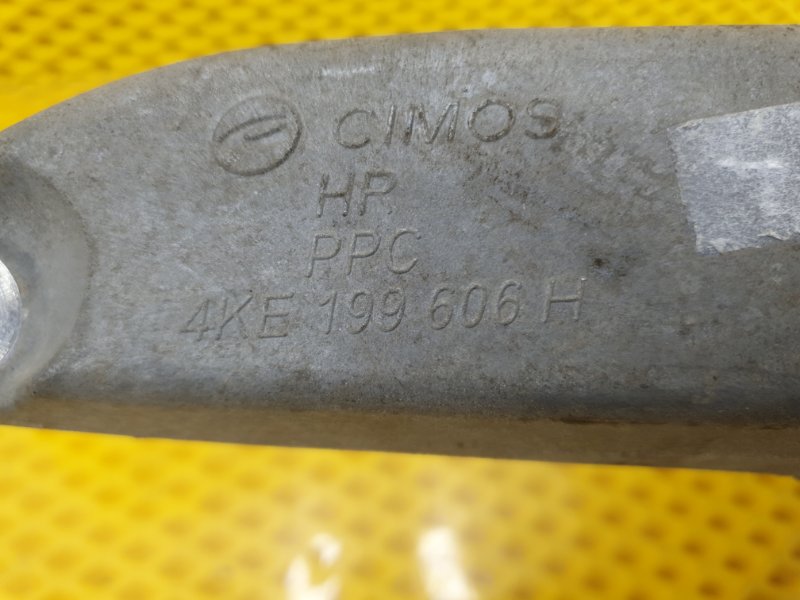 CIMOS
HR
PPC
4KE 199 606 H